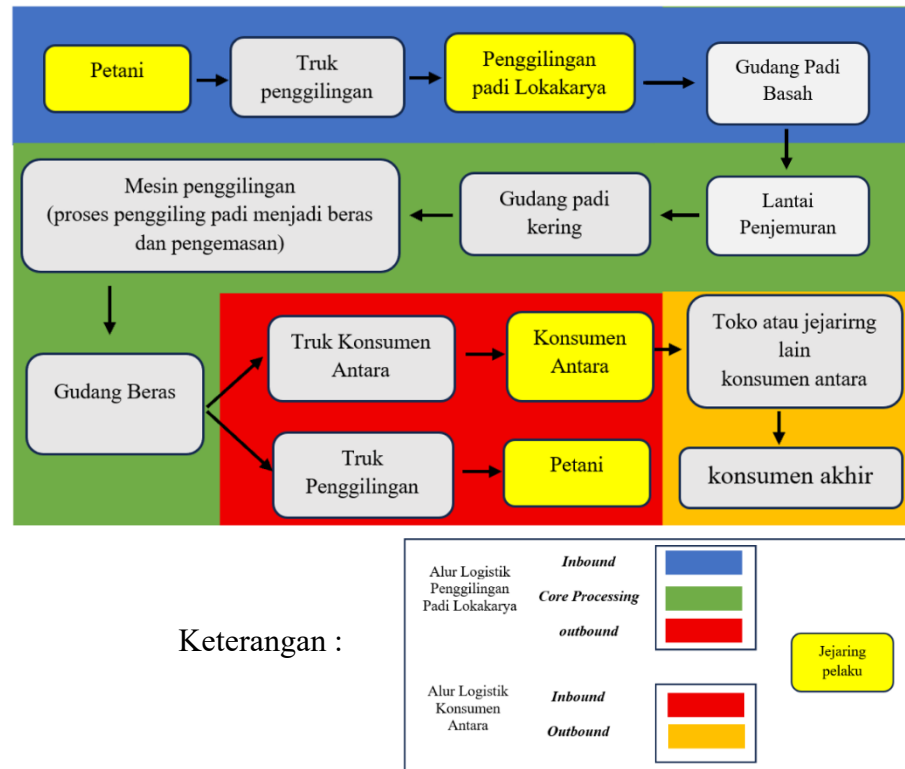 Petani
Truk
penggilingan
Penggilingan
padi Lokakarya
Gudang Padi
Basah
Mesin penggilingan
(proses penggiling padi menjadi beras
dan pengemasan)
Gudang padi
kering
Lantai
Penjemuran
Gudang Beras
Truk Konsumen
Antara
Konsumen
Antara
Toko atau jejarirng
lain
konsumen antara
Truk
Penggilingan
Petani
konsumen akhir
Keterangan :
Alur Logistik
Penggilingan
Padi Lokakarya
Inbound
Core Processing
outbound
Alur Logistik
Konsumen
Antara
Inbound
Outbound
Jejaring
pelaku